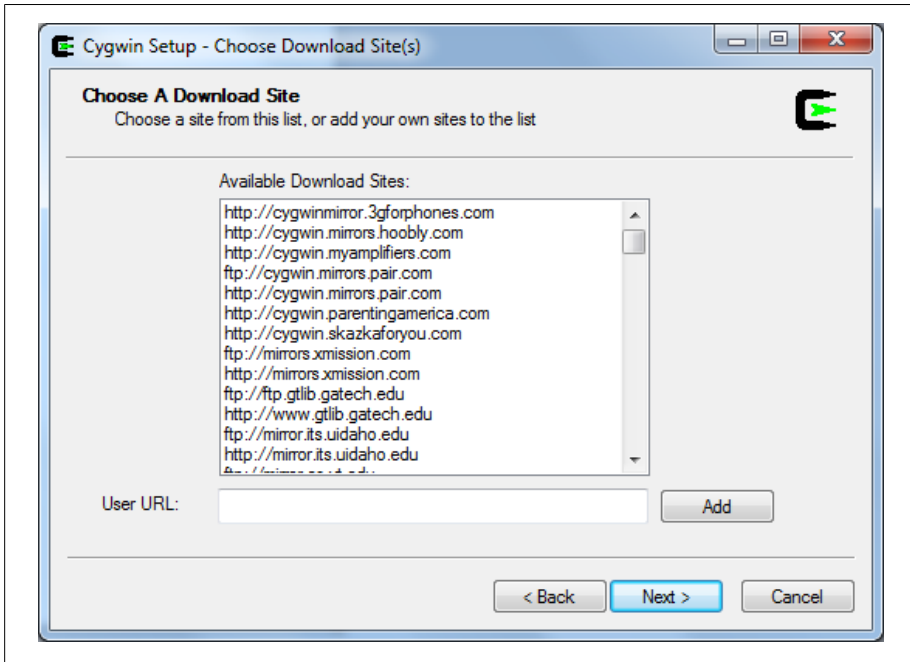 Cygwin Setup - Choose Download Site(s)
Choose A Download Site
Choose a site from this list, or add your own sites to the list
Available Download Sites:
http://cygwinmirror.3gforphones.com
http://cygwin.mirrors.hoobly.com
http://cygwin.myamplifiers.com
ftp://cygwin.mirrors.pair.com
http://cygwin.mirrors.pair.com
http://cygwin.parentingamerica.com
http://cygwin.skazkaforyou.com
ftp://mirrors.xmission.com
http://mirrors.xmission.com
ftp://ftp.gtlib.gatech.edu
http://www.gtlib.gatech.edu
ftp://mirror.its.uidaho.edu
http://mirror.its.uidaho.edu
User URL:
Add
< Back
Next >
Cancel